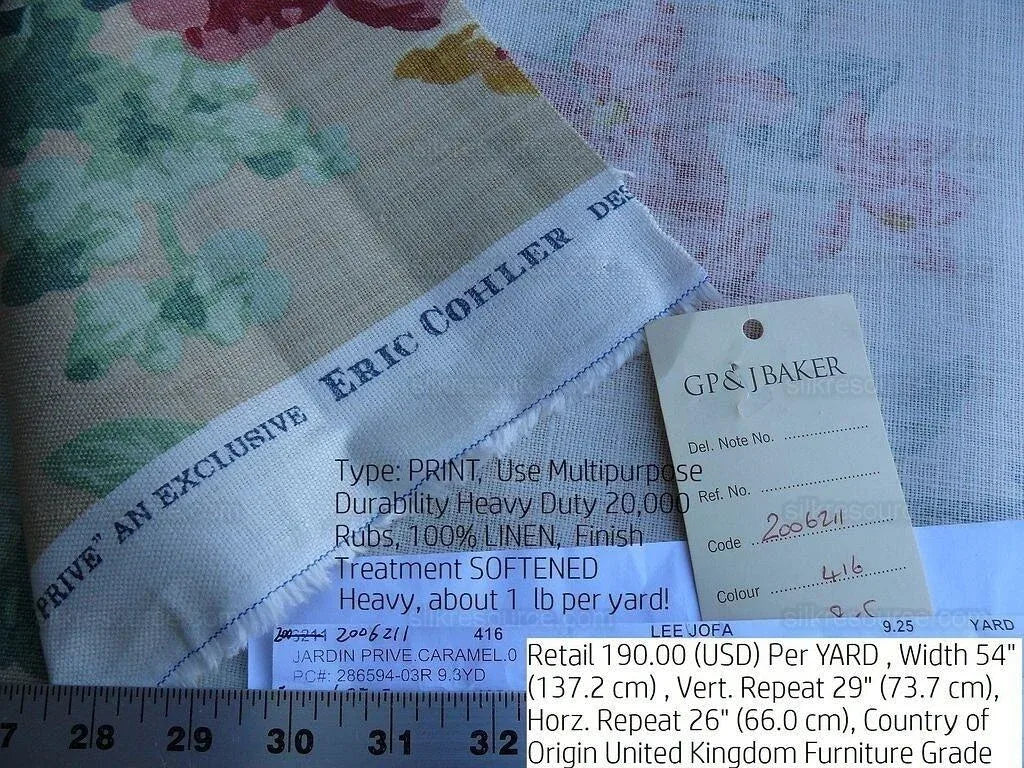 PRIVE" AN EXCLUSIVE ERIC COHLER DES
GP & J BAKER
Del. Note No.
Ref. No.
Code 2006211
Colour 416
Type: PRINT, Use Multipurpose
Durability Heavy Duty 20,000
Rubs, 100% LINEN, Finish
Treatment SOFTENED
Heavy, about 1 lb per yard!
2006211 416 LEE JOFA 9.25 YARD
JARDIN PRIVE.CARAMEL.0
PC#: 286594-03R 9.3YD
Retail 190.00 (USD) Per YARD , Width 54"
(137.2 cm) , Vert. Repeat 29" (73.7 cm),
Horz. Repeat 26" (66.0 cm), Country of
Origin United Kingdom Furniture Grade
7 28 29 30 31 32
silkresource.com